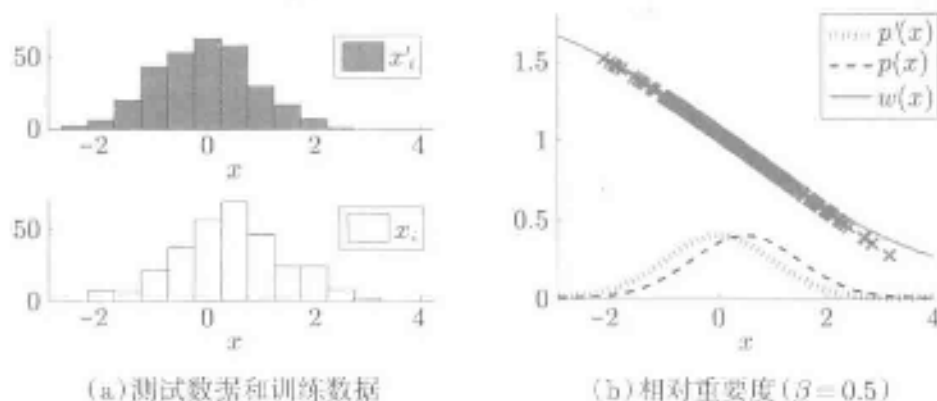 50
0
x'_i
−2 0 2 4
x
50
0
x_i
−2 0 2 4
x
(a)测试数据和训练数据
1.5
1
0.5
0
p'(x)
p(x)
w(x)
−2 0 2 4
x
(b)相对重要度(β=0.5)